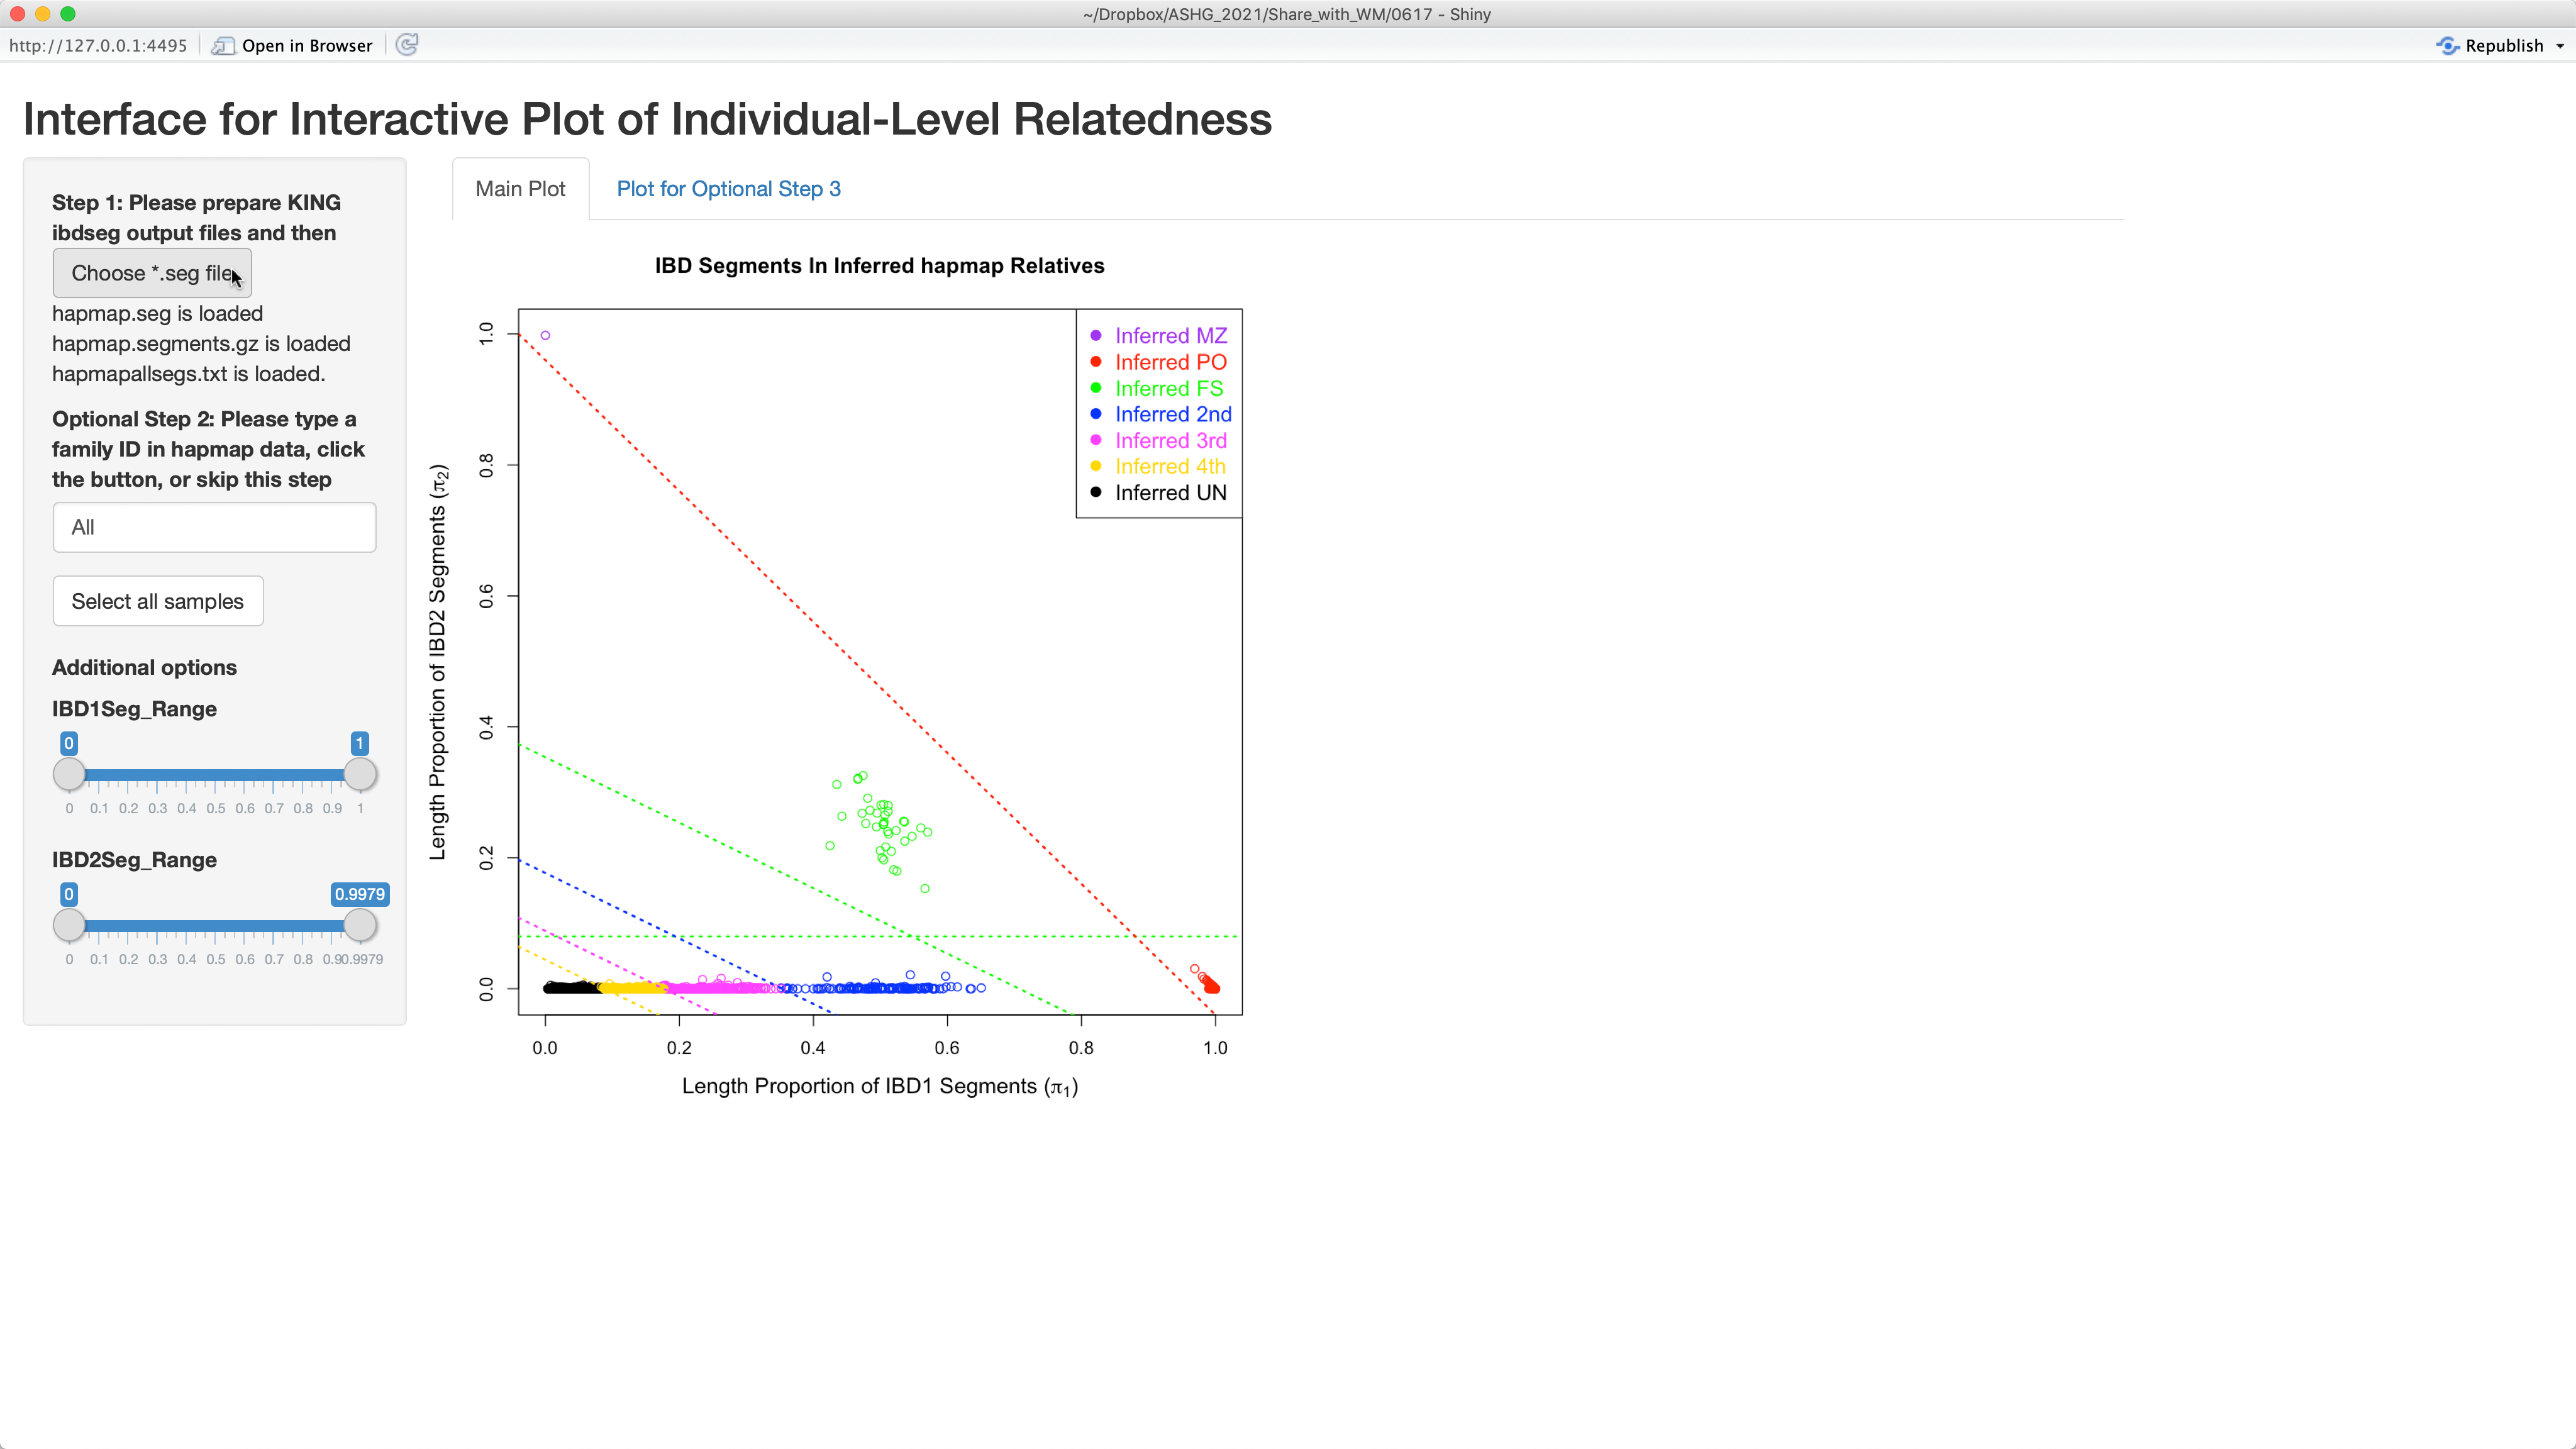 ~/Dropbox/ASHG_2021/Share_with_WM/0617 - Shiny
http://127.0.0.1:4495 Open in Browser Republish
Interface for Interactive Plot of Individual-Level Relatedness
Step 1: Please prepare KING
ibdseg output files and then
Choose *.seg file
hapmap.seg is loaded
hapmap.segments.gz is loaded
hapmapallsegs.txt is loaded.
Optional Step 2: Please type a
family ID in hapmap data, click
the button, or skip this step
All
Select all samples
Additional options
IBD1Seg_Range
0 1
0 0.1 0.2 0.3 0.4 0.5 0.6 0.7 0.8 0.9 1
IBD2Seg_Range
0 0.9979
0 0.1 0.2 0.3 0.4 0.5 0.6 0.7 0.8 0.90.9979
Main Plot Plot for Optional Step 3
IBD Segments In Inferred hapmap Relatives
Inferred MZ
Inferred PO
Inferred FS
Inferred 2nd
Inferred 3rd
Inferred 4th
Inferred UN
Length Proportion of IBD2 Segments (π2)
1.0
0.8
0.6
0.4
0.2
0.0
0.0 0.2 0.4 0.6 0.8 1.0
Length Proportion of IBD1 Segments (π1)